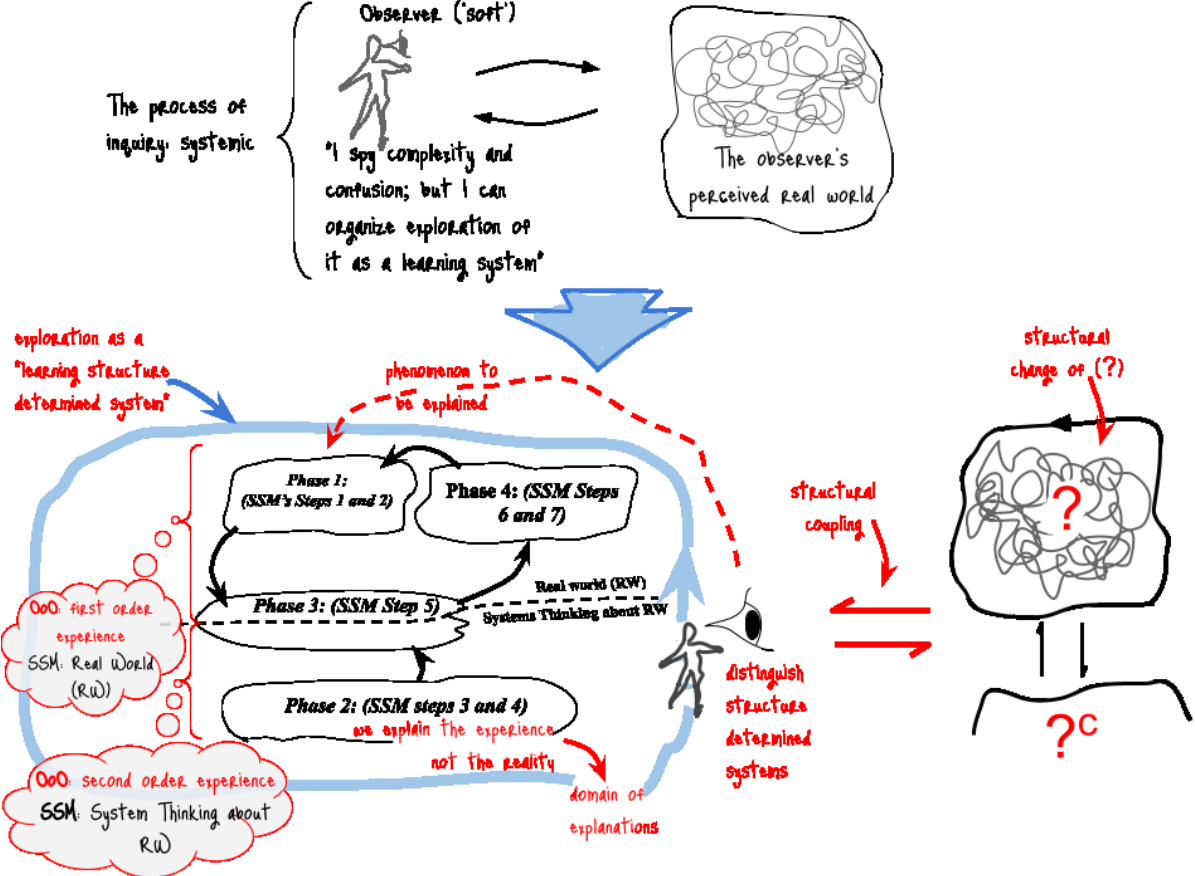 Observer ('soft')
The process of
inquiry: systemic
"I spy complexity and
confusion; but I can
organize exploration of
it as a learning system"
The observer's
perceived real world
exploration as a
"learning structure
determined system"
phenomenon to
be explained
structural
change of (?)
Phase 1:
(SSM's Steps 1 and 2)
Phase 4: (SSM Steps
6 and 7)
structural
coupling
?
Real world (RW)
Phase 3: (SSM Step 5)
Systems Thinking about RW
OoO: first order
experience
SSM: Real World
(RW))
distinguish
structure
determined
systems
Phase 2: (SSM steps 3 and 4)
we explain the experience
not the reality
?c
OoO: second order experience
SSM: System Thinking about
RW
domain of
explanations